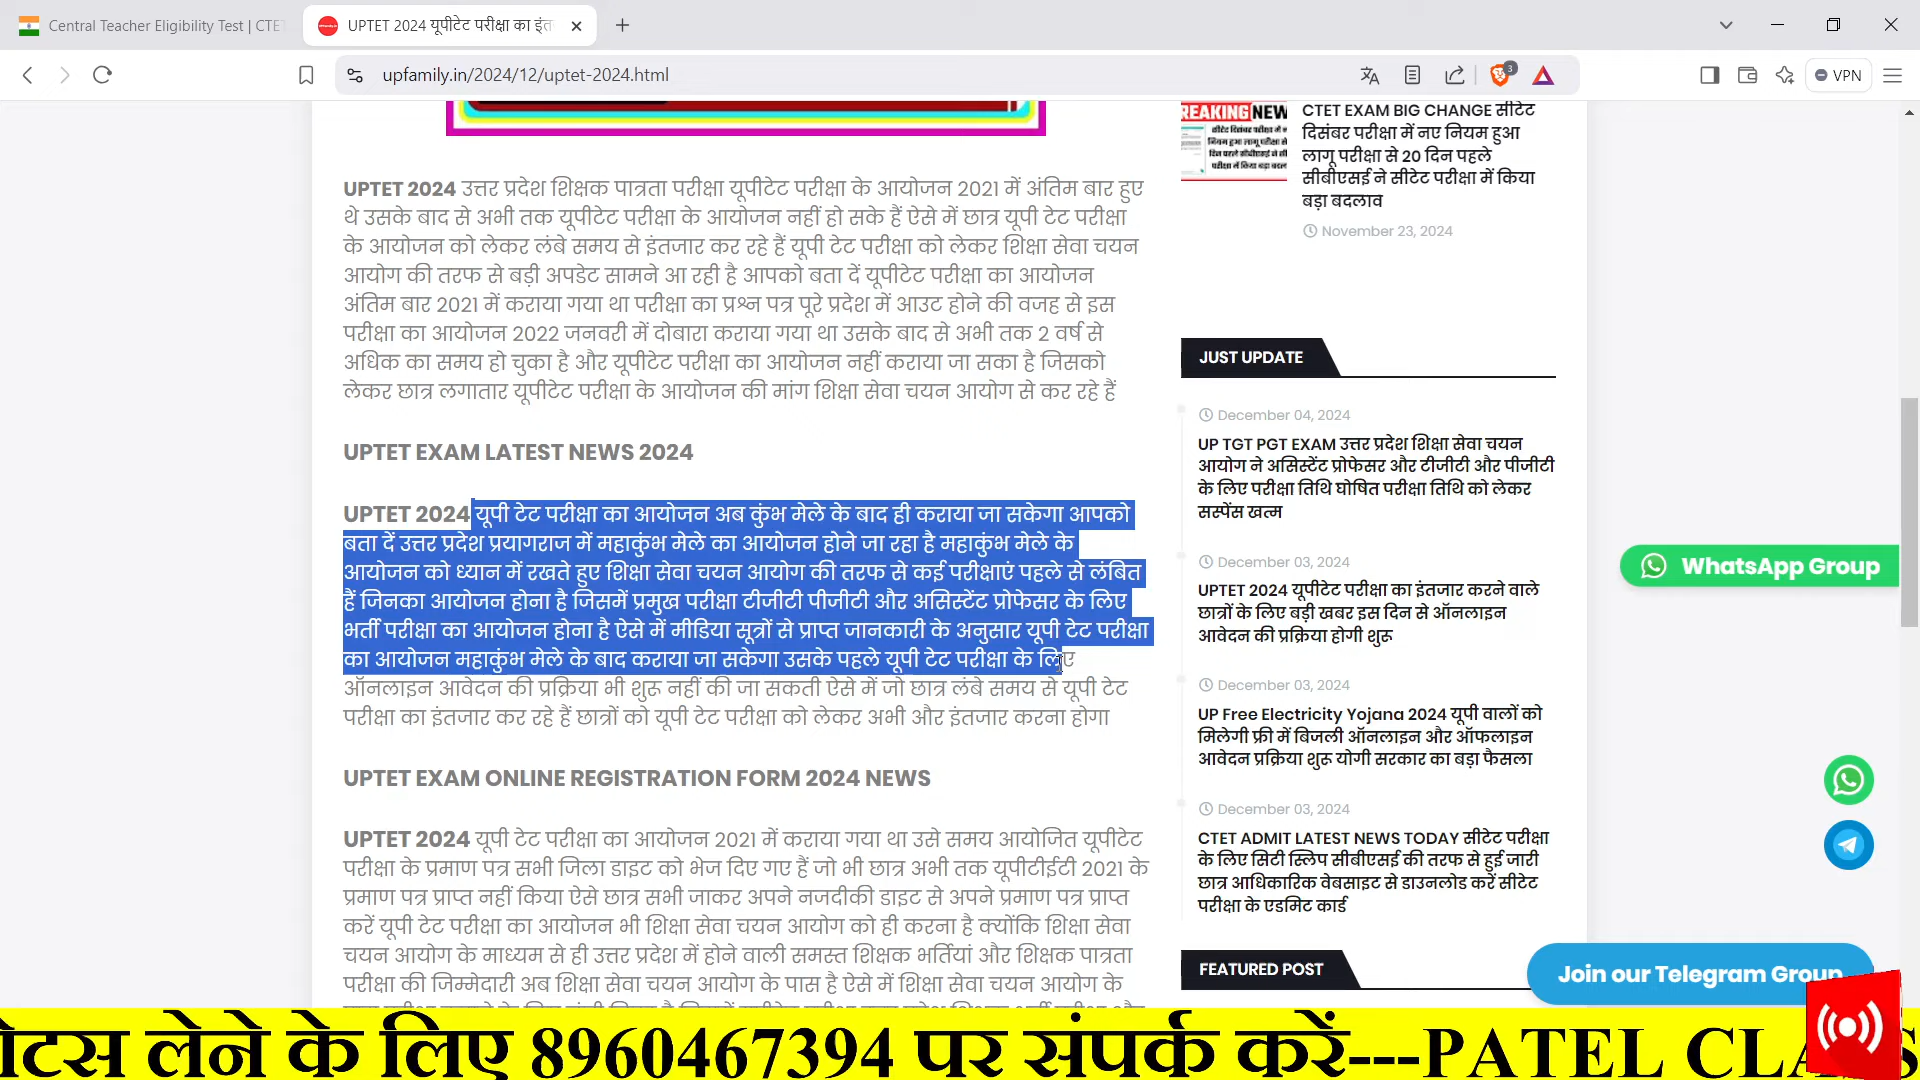 Central Teacher Eligibility Test | CTET
UPTET 2024 यूपीटेट परीक्षा का इंत
upfamily.in/2024/12/uptet-2024.html
3
VPN
UPTET 2024 उत्तर प्रदेश शिक्षक पात्रता परीक्षा यूपीटेट परीक्षा के आयोजन 2021 में अंतिम बार हुए
थे उसके बाद से अभी तक यूपीटेट परीक्षा के आयोजन नहीं हो सके हैं ऐसे में छात्र यूपी टेट परीक्षा
के आयोजन को लेकर लंबे समय से इंतजार कर रहे हैं यूपी टेट परीक्षा को लेकर शिक्षा सेवा चयन
आयोग की तरफ से बड़ी अपडेट सामने आ रही है आपको बता दें यूपीटेट परीक्षा का आयोजन
अंतिम बार 2021 में कराया गया था परीक्षा का प्रश्न पत्र पूरे प्रदेश में आउट होने की वजह से इस
परीक्षा का आयोजन 2022 जनवरी में दोबारा कराया गया था उसके बाद से अभी तक 2 वर्ष से
अधिक का समय हो चुका है और यूपीटेट परीक्षा का आयोजन नहीं कराया जा सका है जिसको
लेकर छात्र लगातार यूपीटेट परीक्षा के आयोजन की मांग शिक्षा सेवा चयन आयोग से कर रहे हैं
UPTET EXAM LATEST NEWS 2024
UPTET 2024 यूपी टेट परीक्षा का आयोजन अब कुंभ मेले के बाद ही कराया जा सकेगा आपको
बता दें उत्तर प्रदेश प्रयागराज में महाकुंभ मेले का आयोजन होने जा रहा है महाकुंभ मेले के
आयोजन को ध्यान में रखते हुए शिक्षा सेवा चयन आयोग की तरफ से कई परीक्षाएं पहले से लंबित
हैं जिनका आयोजन होना है जिसमें प्रमुख परीक्षा टीजीटी पीजीटी और असिस्टेंट प्रोफेसर के लिए
भर्ती परीक्षा का आयोजन होना है ऐसे में मीडिया सूत्रों से प्राप्त जानकारी के अनुसार यूपी टेट परीक्षा
का आयोजन महाकुंभ मेले के बाद कराया जा सकेगा उसके पहले यूपी टेट परीक्षा के लिए
ऑनलाइन आवेदन की प्रक्रिया भी शुरू नहीं की जा सकती ऐसे में जो छात्र लंबे समय से यूपी टेट
परीक्षा का इंतजार कर रहे हैं छात्रों को यूपी टेट परीक्षा को लेकर अभी और इंतजार करना होगा
UPTET EXAM ONLINE REGISTRATION FORM 2024 NEWS
UPTET 2024 यूपी टेट परीक्षा का आयोजन 2021 में कराया गया था उसे समय आयोजित यूपीटेट
परीक्षा के प्रमाण पत्र सभी जिला डाइट को भेज दिए गए हैं जो भी छात्र अभी तक यूपीटीईटी 2021 के
प्रमाण पत्र प्राप्त नहीं किया ऐसे छात्र सभी जाकर अपने नजदीकी डाइट से अपने प्रमाण पत्र प्राप्त
करें यूपी टेट परीक्षा का आयोजन भी शिक्षा सेवा चयन आयोग को ही करना है क्योंकि शिक्षा सेवा
चयन आयोग के माध्यम से ही उत्तर प्रदेश में होने वाली समस्त शिक्षक भर्तियां और शिक्षक पात्रता
परीक्षा की जिम्मेदारी अब शिक्षा सेवा चयन आयोग के पास है ऐसे में शिक्षा सेवा चयन आयोग के
REAKING NEW
CTET EXAM BIG CHANGE सीटेट
दिसंबर परीक्षा में नए नियम हुआ
लागू परीक्षा से 20 दिन पहले
सीबीएसई ने सीटेट परीक्षा में किया
बड़ा बदलाव
November 23, 2024
JUST UPDATE
December 04, 2024
UP TGT PGT EXAM उत्तर प्रदेश शिक्षा सेवा चयन
आयोग ने असिस्टेंट प्रोफेसर और टीजीटी और पीजीटी
के लिए परीक्षा तिथि घोषित परीक्षा तिथि को लेकर
सस्पेंस खत्म
December 03, 2024
UPTET 2024 यूपीटेट परीक्षा का इंतजार करने वाले
छात्रों के लिए बड़ी खबर इस दिन से ऑनलाइन
आवेदन की प्रक्रिया होगी शुरू
December 03, 2024
UP Free Electricity Yojana 2024 यूपी वालों को
मिलेगी फ्री में बिजली ऑनलाइन और ऑफलाइन
आवेदन प्रक्रिया शुरू योगी सरकार का बड़ा फैसला
December 03, 2024
CTET ADMIT LATEST NEWS TODAY सीटेट परीक्षा
के लिए सिटी स्लिप सीबीएसई की तरफ से हुई जारी
छात्र आधिकारिक वेबसाइट से डाउनलोड करें सीटेट
परीक्षा के एडमिट कार्ड
FEATURED POST
WhatsApp Group
Join our Telegram Group
ोटस लेने के लिए 8960467394 पर संपर्क करें---PATEL CLA S